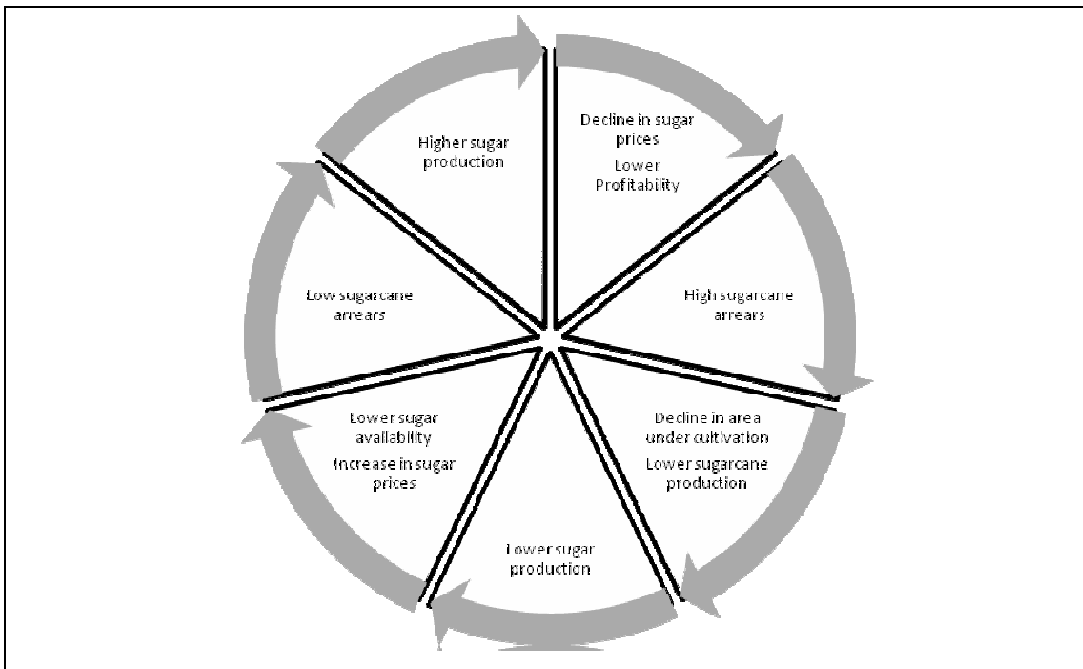 Higher sugar
production
Decline in sugar
prices
Lower
Profitability
High sugarcane
arrears
Decline in area
under cultivation
Lower sugarcane
production
Lower sugar
production
Lower sugar
availability
Increase in sugar
prices
Low sugarcane
arrears